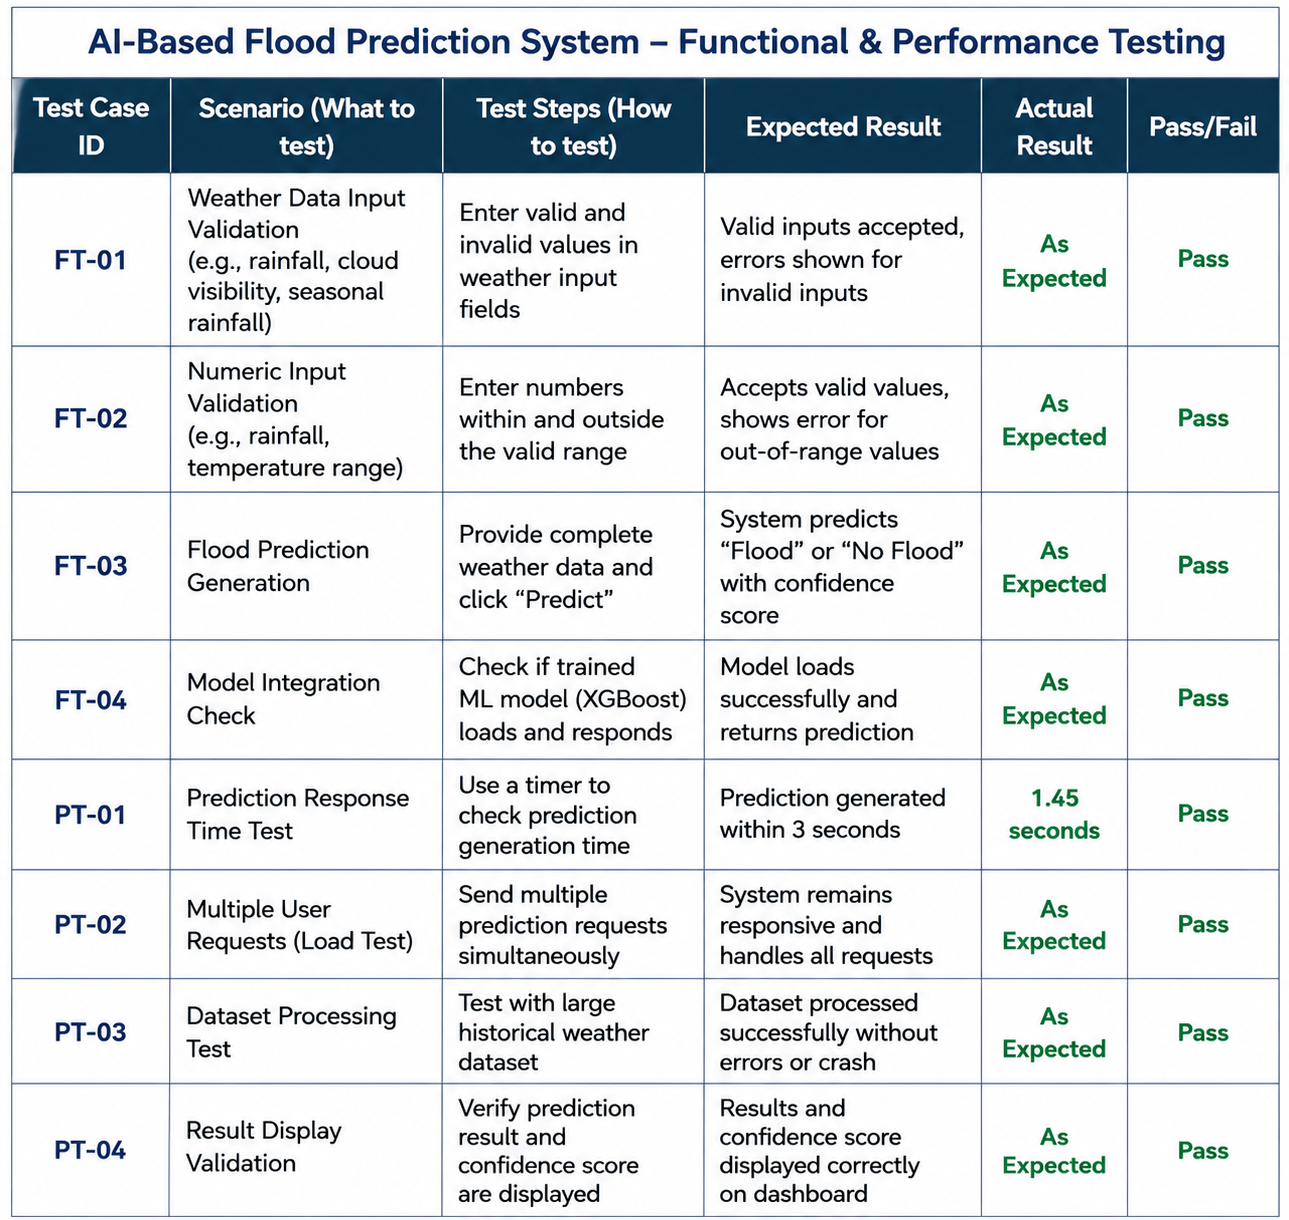 AI-Based Flood Prediction System – Functional & Performance Testing
Test Case
ID
Scenario (What to
test)
Test Steps (How
to test)
Expected Result
Actual
Result
Pass/Fail
FT-01
Weather Data Input
Validation
(e.g., rainfall, cloud
visibility, seasonal
rainfall)
Enter valid and
invalid values in
weather input
fields
Valid inputs accepted,
errors shown for
invalid inputs
As
Expected
Pass
FT-02
Numeric Input
Validation
(e.g., rainfall,
temperature range)
Enter numbers
within and outside
the valid range
Accepts valid values,
shows error for
out-of-range values
As
Expected
Pass
FT-03
Flood Prediction
Generation
Provide complete
weather data and
click “Predict”
System predicts
“Flood” or “No Flood”
with confidence
score
As
Expected
Pass
FT-04
Model Integration
Check
Check if trained
ML model (XGBoost)
loads and responds
Model loads
successfully and
returns prediction
As
Expected
Pass
PT-01
Prediction Response
Time Test
Use a timer to
check prediction
generation time
Prediction generated
within 3 seconds
1.45
seconds
Pass
PT-02
Multiple User
Requests (Load Test)
Send multiple
prediction requests
simultaneously
System remains
responsive and
handles all requests
As
Expected
Pass
PT-03
Dataset Processing
Test
Test with large
historical weather
dataset
Dataset processed
successfully without
errors or crash
As
Expected
Pass
PT-04
Result Display
Validation
Verify prediction
result and
confidence score
are displayed
Results and
confidence score
displayed correctly
on dashboard
As
Expected
Pass